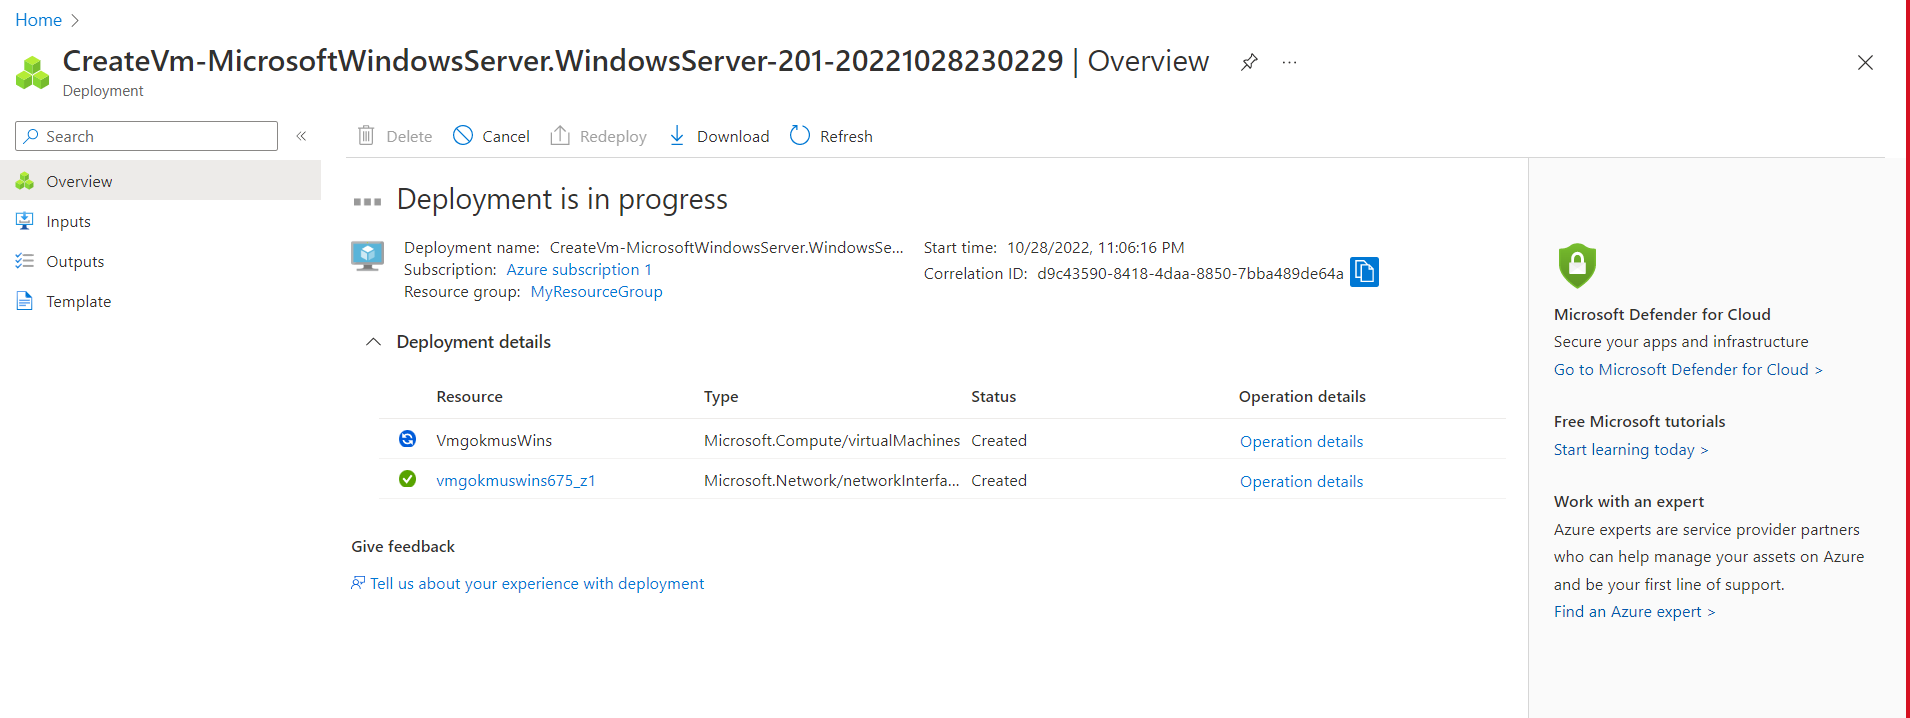 Home >
CreateVm-MicrosoftWindowsServer.WindowsServer-201-20221028230229 | Overview ...
Deployment
Search «
Delete Cancel Redeploy Download Refresh
Overview
Inputs
Outputs
Template
Deployment is in progress
Deployment name: CreateVm-MicrosoftWindowsServer.WindowsSe...
Subscription: Azure subscription 1
Resource group: MyResourceGroup
Start time: 10/28/2022, 11:06:16 PM
Correlation ID: d9c43590-8418-4daa-8850-7bba489de64a
Deployment details
Resource Type Status Operation details
VmgokmusWins Microsoft.Compute/virtualMachines Created Operation details
vmgokmuswins675_z1 Microsoft.Network/networkInterfa... Created Operation details
Give feedback
Tell us about your experience with deployment
Microsoft Defender for Cloud
Secure your apps and infrastructure
Go to Microsoft Defender for Cloud >
Free Microsoft tutorials
Start learning today >
Work with an expert
Azure experts are service provider partners
who can help manage your assets on Azure
and be your first line of support.
Find an Azure expert >